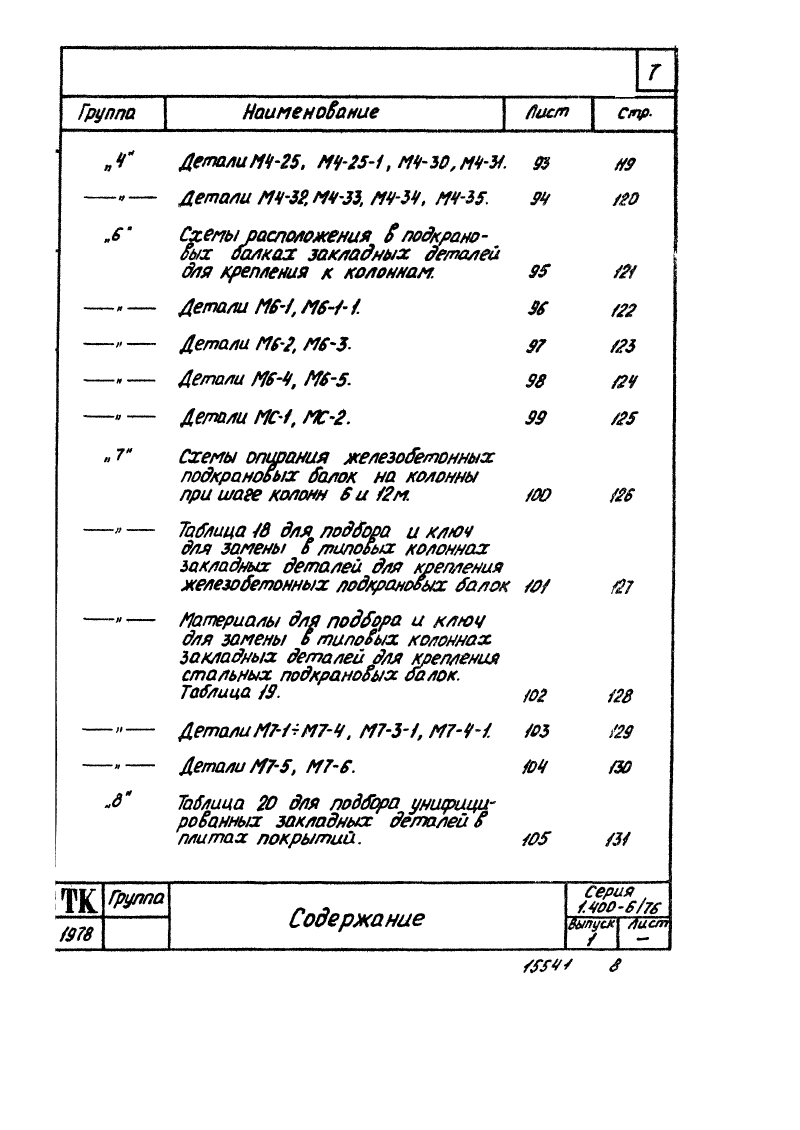 7
Группа Наименование Лист Стр.
„4" Детали М4-25, М4-25-1, М4-30, М4-31. 93 119
—„— Детали М4-32, М4-33, М4-34, М4-35. 94 120
„6" Схемы расположения в подкрано-
вых балках закладных деталей
для крепления к колоннам. 95 121
—„— Детали М6-1, М6-1-1. 96 122
—„— Детали М6-2, М6-3. 97 123
—„— Детали М6-4, М6-5. 98 124
—„— Детали МС-1, МС-2. 99 125
„7" Схемы опирания железобетонных
подкрановых балок на колонны
при шаге колонн 6 и 12м. 100 126
—„— Таблица 18 для подбора и ключ
для замены в типовых колоннах
закладных деталей для крепления
железобетонных подкрановых балок 101 127
—„— Материалы для подбора и ключ
для замены в типовых колоннах
закладных деталей для крепления
стальных подкрановых балок.
Таблица 19. 102 128
—„— Детали М7-1÷М7-4, М7-3-1, М7-4-1. 103 129
—„— Детали М7-5, М7-6. 104 130
„8" Таблица 20 для подбора унифици-
рованных закладных деталей в
плитах покрытий. 105 131
ТК Группа Содержание Серия
1.400-6/76
1978 Выпуск Лист
1 —
15541 8